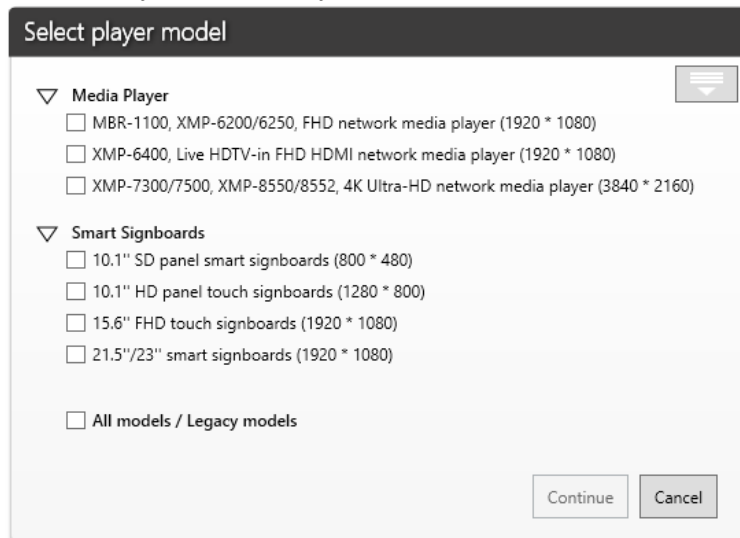 Select player model
Media Player
MBR-1100, XMP-6200/6250, FHD network media player (1920 * 1080)
XMP-6400, Live HDTV-in FHD HDMI network media player (1920 * 1080)
XMP-7300/7500, XMP-8550/8552, 4K Ultra-HD network media player (3840 * 2160)
Smart Signboards
10.1'' SD panel smart signboards (800 * 480)
10.1'' HD panel touch signboards (1280 * 800)
15.6'' FHD touch signboards (1920 * 1080)
21.5''/23'' smart signboards (1920 * 1080)
All models / Legacy models
Continue Cancel